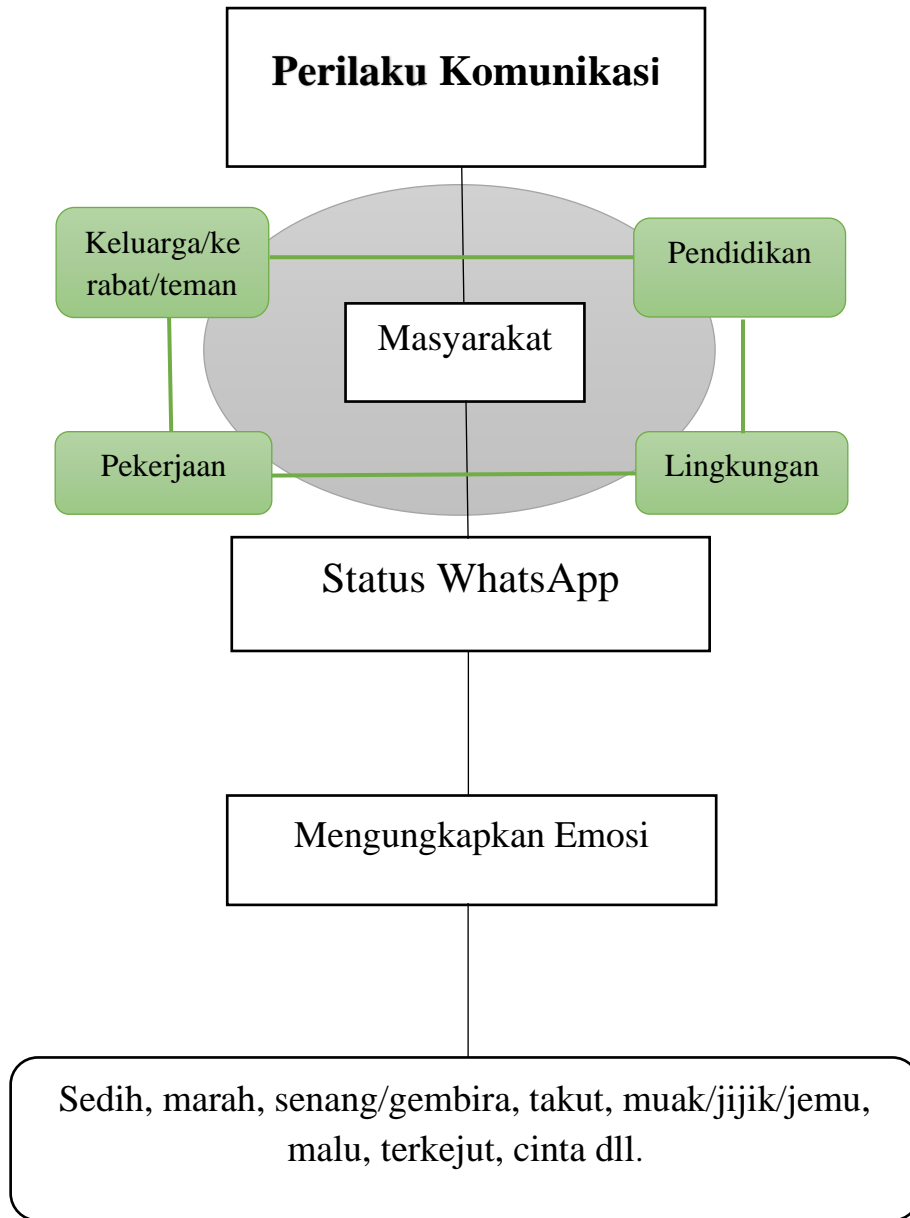 Perilaku Komunikasi
Keluarga/ke
rabat/teman
Pendidikan
Masyarakat
Pekerjaan
Lingkungan
Status WhatsApp
Mengungkapkan Emosi
Sedih, marah, senang/gembira, takut, muak/jijik/jemu,
malu, terkejut, cinta dll.